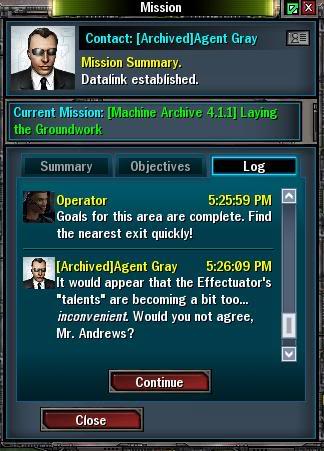 Mission
Contact: [Archived]Agent Gray
Mission Summary.
Datalink established.
Current Mission: [Machine Archive 4.1.1] Laying
the Groundwork
Summary
Objectives
Log
Operator 5:25:59 PM
Goals for this area are complete. Find
the nearest exit quickly!
[Archived]Agent Gray 5:26:09 PM
It would appear that the Effectuator's
"talents" are becoming a bit too...
inconvenient. Would you not agree,
Mr. Andrews?
Continue
Close